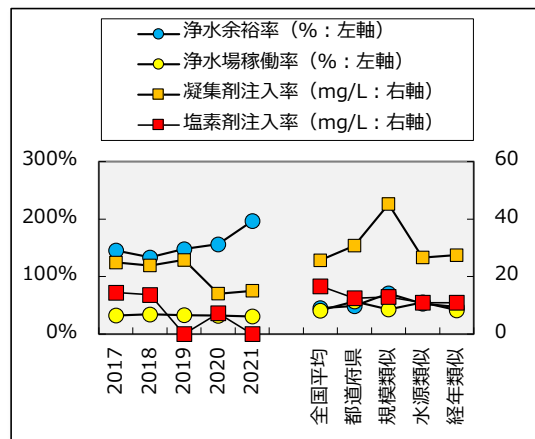 浄水余裕率（%：左軸）
浄水場稼働率（%：左軸）
凝集剤注入率（mg/L：右軸）
塩素剤注入率（mg/L：右軸）
300%
200%
100%
0%
60
40
20
0
2017
2018
2019
2020
2021
全国平均
都道府県
規模類似
水源類似
経年類似